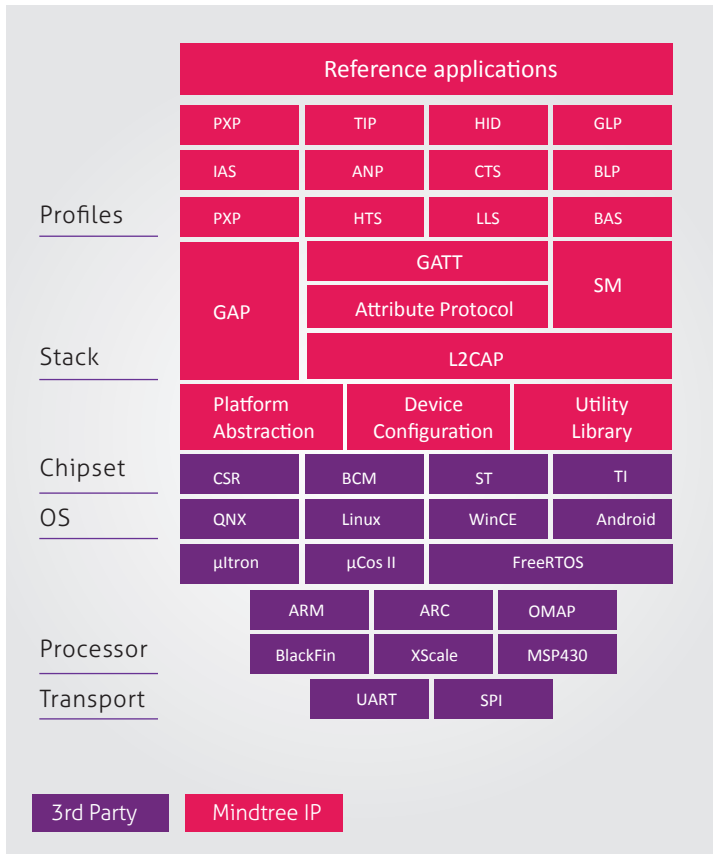 Reference applications
PXP TIP HID GLP
IAS ANP CTS BLP
Profiles PXP HTS LLS BAS
GATT
SM
GAP Attribute Protocol
Stack L2CAP
Platform Device Utility
Abstraction Configuration Library
Chipset CSR BCM ST TI
OS QNX Linux WinCE Android
µItron µCos II FreeRTOS
ARM ARC OMAP
Processor BlackFin XScale MSP430
Transport UART SPI
3rd Party Mindtree IP